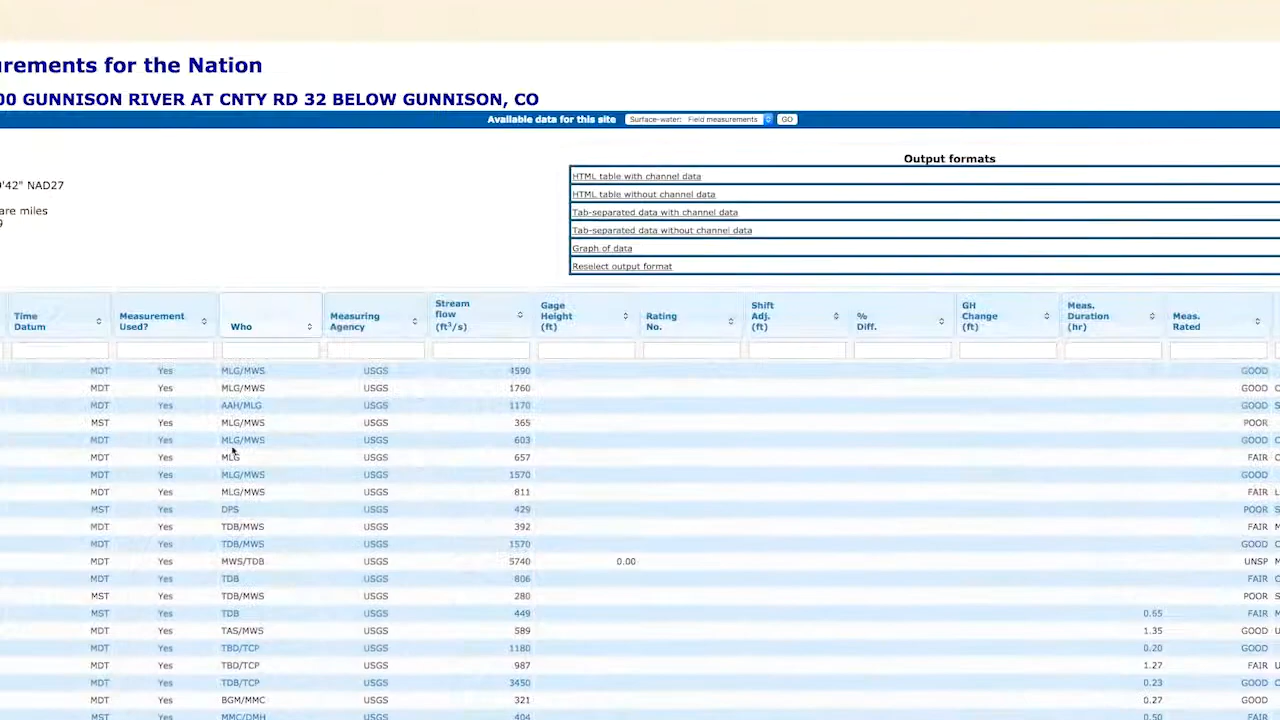 urements for the Nation
00 GUNNISON RIVER AT CNTY RD 32 BELOW GUNNISON, CO
Available data for this site Surface-water: Field measurements GO
Output formats
'42" NAD27
HTML table with channel data
HTML table without channel data
are miles
Tab-separated data with channel data
9
Tab-separated data without channel data
Graph of data
Reselect output format
Time Datum Measurement Used? Who Measuring Agency Stream flow (ft³/s) Gage Height (ft) Rating No. Shift Adj. (ft) % Diff. GH Change (ft) Meas. Duration (hr) Meas. Rated
MDT Yes MLG/MWS USGS 4590 GOOD
MDT Yes MLG/MWS USGS 1760 GOOD C
MDT Yes AAH/MLG USGS 1170 GOOD S
MST Yes MLG/MWS USGS 365 POOR
MDT Yes MLG/MWS USGS 603 GOOD C
MDT Yes MLG USGS 657 FAIR C
MDT Yes MLG/MWS USGS 1570 GOOD
MDT Yes MLG/MWS USGS 811 FAIR L
MST Yes DPS USGS 429 POOR S
MDT Yes TDB/MWS USGS 392 FAIR M
MDT Yes TDB/MWS USGS 1570 GOOD C
MDT Yes MWS/TDB USGS 5740 0.00 UNSP M
MDT Yes TDB USGS 806 FAIR C
MST Yes TDB/MWS USGS 280 POOR S
MST Yes TDB USGS 449 0.65 FAIR M
MDT Yes TAS/MWS USGS 589 1.35 GOOD U
MDT Yes TBD/TCP USGS 1180 0.20 GOOD
MDT Yes TBD/TCP USGS 987 1.27 FAIR U
MDT Yes TDB/TCP USGS 3450 0.23 GOOD C
MDT Yes BGM/MMC USGS 321 0.27 GOOD
MST Yes MMC/DMH USGS 404 0.50 FAIR